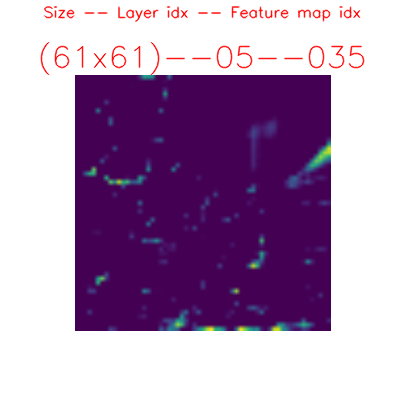 Size -- Layer idx -- Feature map idx
(61x61)--05--035